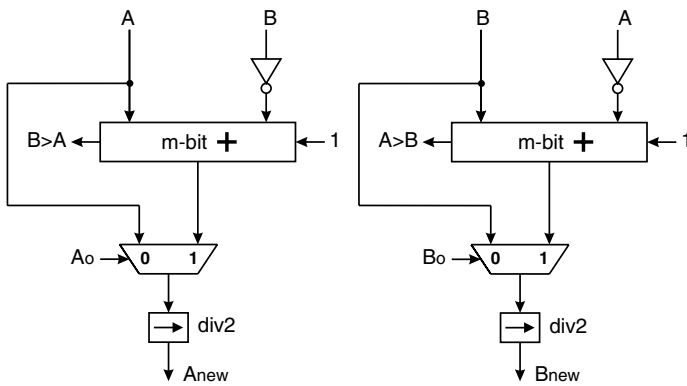 A B B A
B>A m-bit + 1 A>B m-bit + 1
Ao 0 1 Bo 0 1
div2 div2
Anew Bnew